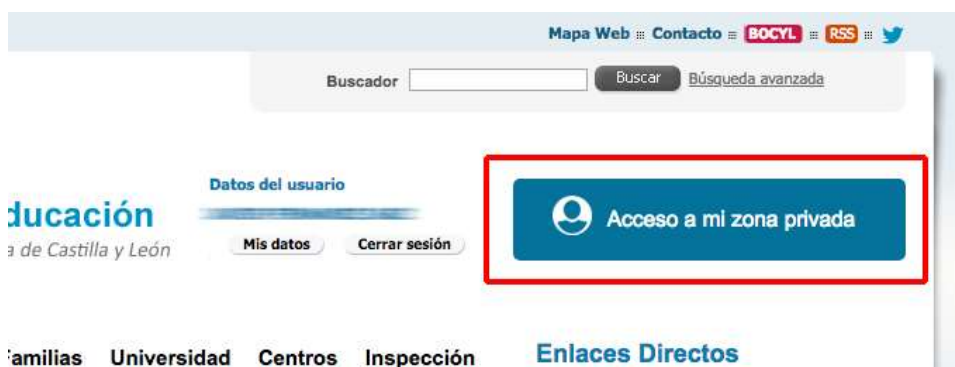 Mapa Web Contacto BOCYL RSS
Buscador Buscar Búsqueda avanzada
Datos del usuario
Acceso a mi zona privada
ducación
a de Castilla y León
Mis datos Cerrar sesión
Familias Universidad Centros Inspección
Enlaces Directos